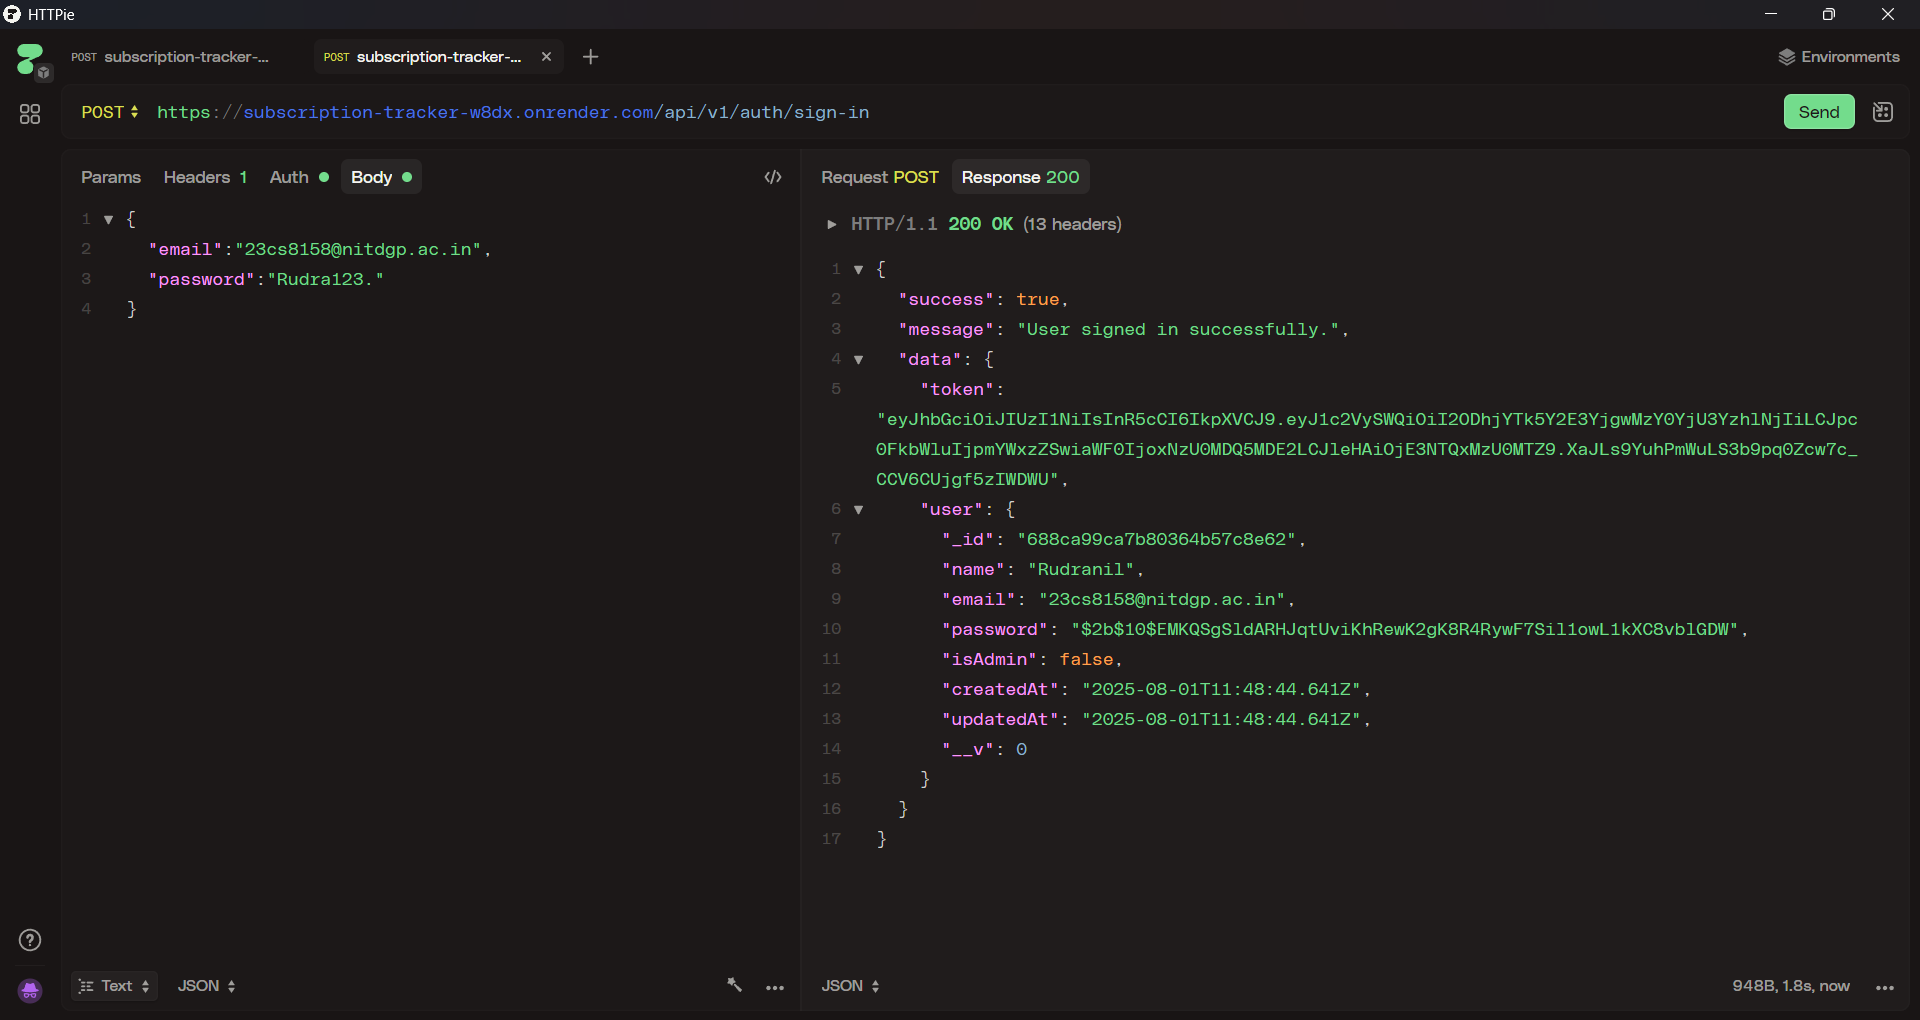 HTTPie
POST subscription-tracker-...
POST subscription-tracker-...
Environments
POST https://subscription-tracker-w8dx.onrender.com/api/v1/auth/sign-in
Send
Params Headers 1 Auth Body
1 {
2 "email":"23cs8158@nitdgp.ac.in",
3 "password":"Rudra123."
4 }
Text JSON
Request POST Response 200
HTTP/1.1 200 OK (13 headers)
1 {
2 "success": true,
3 "message": "User signed in successfully.",
4 "data": {
5 "token":
"eyJhbGciOiJIUzI1NiIsInR5cCI6IkpXVCJ9.eyJ1c2VySWQiOiI2ODhjYTk5Y2E3YjgwMzY0YjU3YzhlNjIiLCJpc
0FkbWluIjpmYWxzZSwiaWF0IjoxNzU0MDQ5MDE2LCJleHAiOjE3NTQxMzU0MTZ9.XaJLs9YuhPmWuLS3b9pq0Zcw7c_
CCV6CUjgf5zIWDWU",
6 "user": {
7 "_id": "688ca99ca7b80364b57c8e62",
8 "name": "Rudranil",
9 "email": "23cs8158@nitdgp.ac.in",
10 "password": "$2b$10$EMKQSgSldARHJqtUviKhRewK2gK8R4RywF7Sil1owL1kXC8vblGDW",
11 "isAdmin": false,
12 "createdAt": "2025-08-01T11:48:44.641Z",
13 "updatedAt": "2025-08-01T11:48:44.641Z",
14 "__v": 0
15 }
16 }
17 }
JSON
948B, 1.8s, now